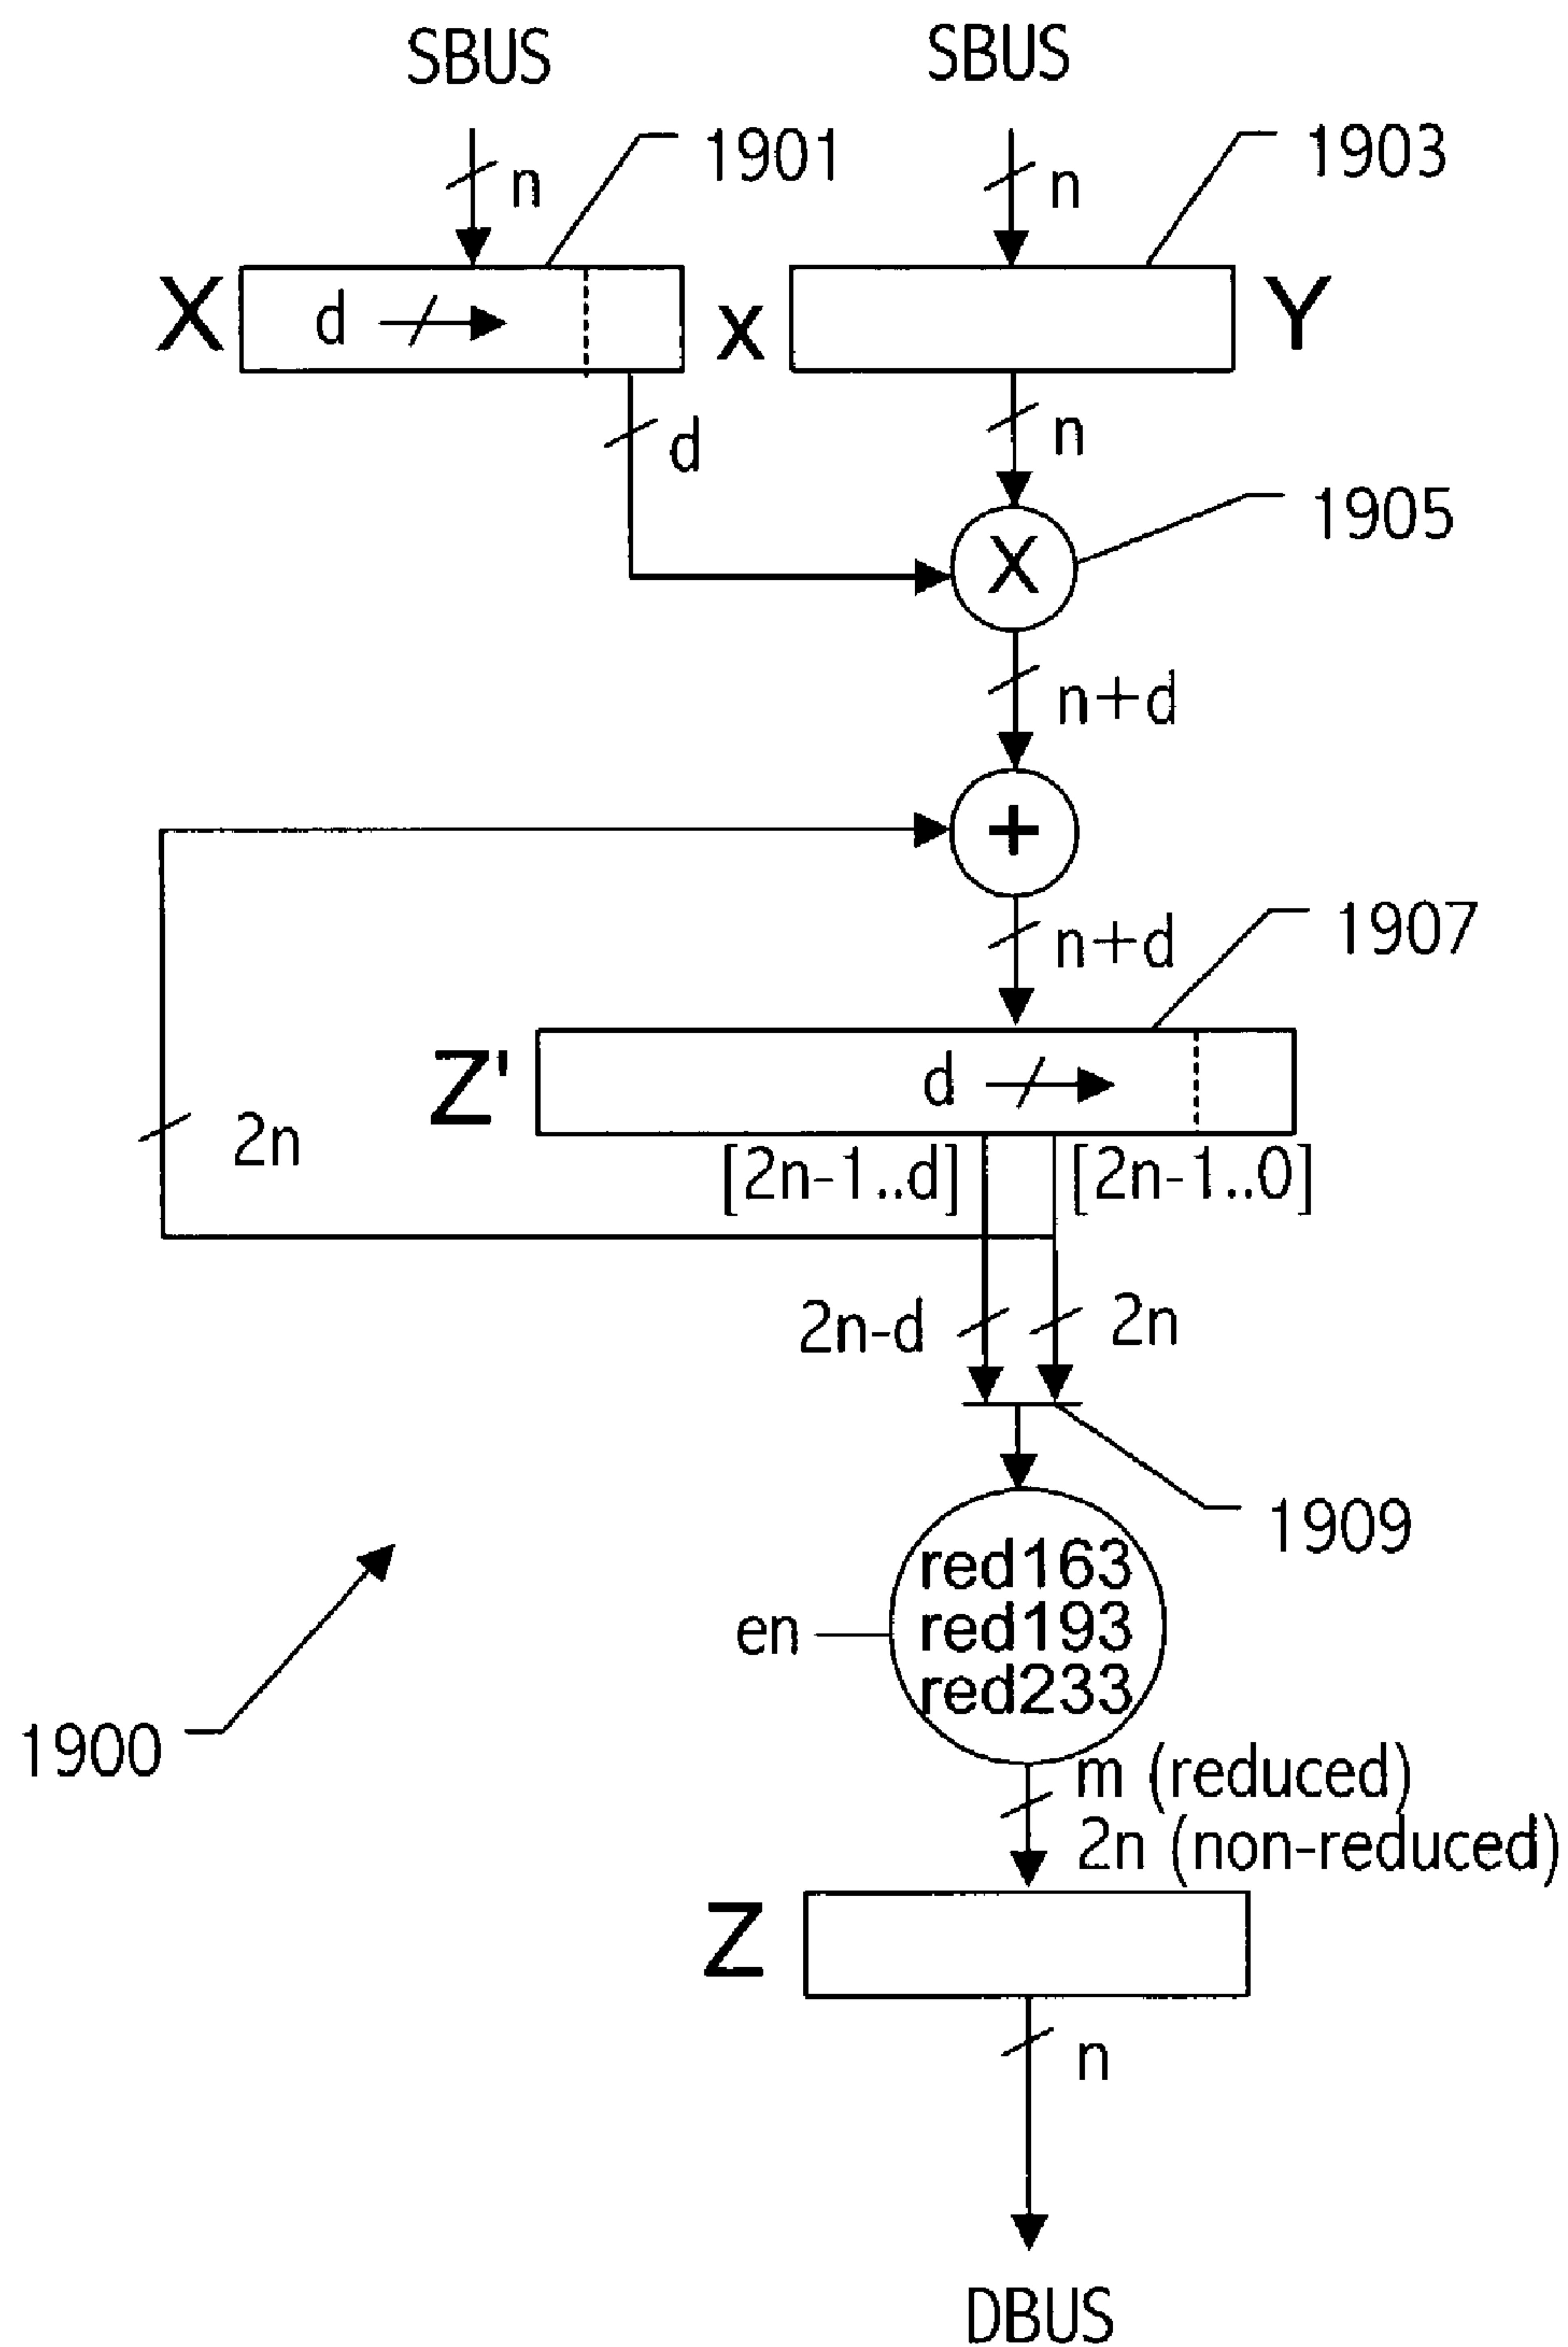 SBUS SBUS
n 1901 n 1903
X d x Y
d n
1905
X
n+d
+
n+d 1907
Z' d
2n [2n-1..d] [2n-1..0]
2n-d 2n
1909
red163
en red193
red233
1900
m (reduced)
2n (non-reduced)
Z
n
DBUS